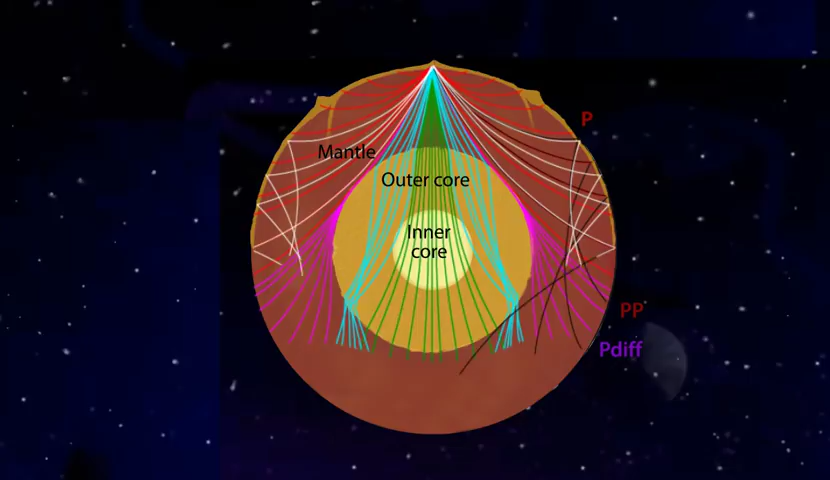 P
Mantle
Outer core
Inner
core
PP
Pdiff